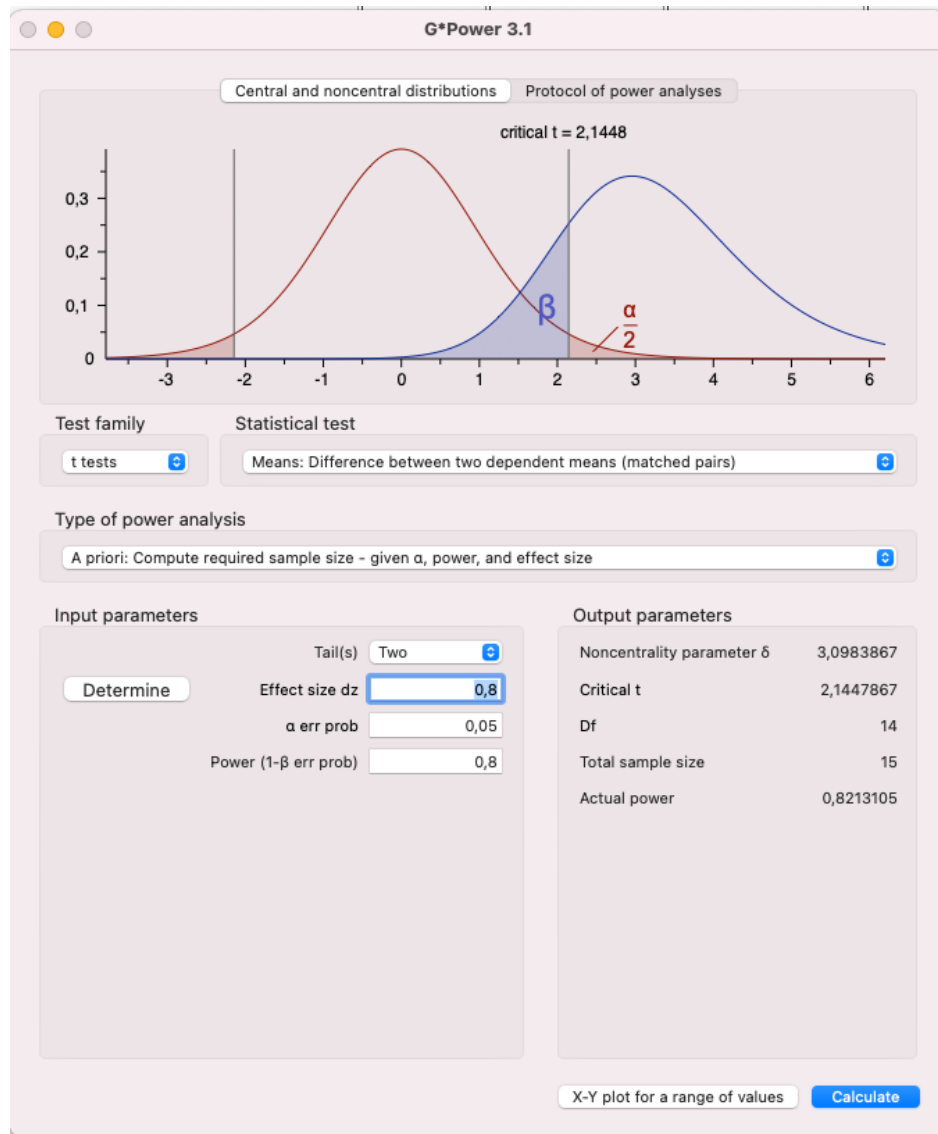 G*Power 3.1
Central and noncentral distributions Protocol of power analyses
critical t = 2,1448
0,3
0,2
0,1
0
β
α
2
-3 -2 -1 0 1 2 3 4 5 6
Test family Statistical test
t tests Means: Difference between two dependent means (matched pairs)
Type of power analysis
A priori: Compute required sample size - given α, power, and effect size
Input parameters
Tail(s) Two
Determine Effect size dz 0,8
α err prob 0,05
Power (1-β err prob) 0,8
Output parameters
Noncentrality parameter δ 3,0983867
Critical t 2,1447867
Df 14
Total sample size 15
Actual power 0,8213105
X-Y plot for a range of values Calculate